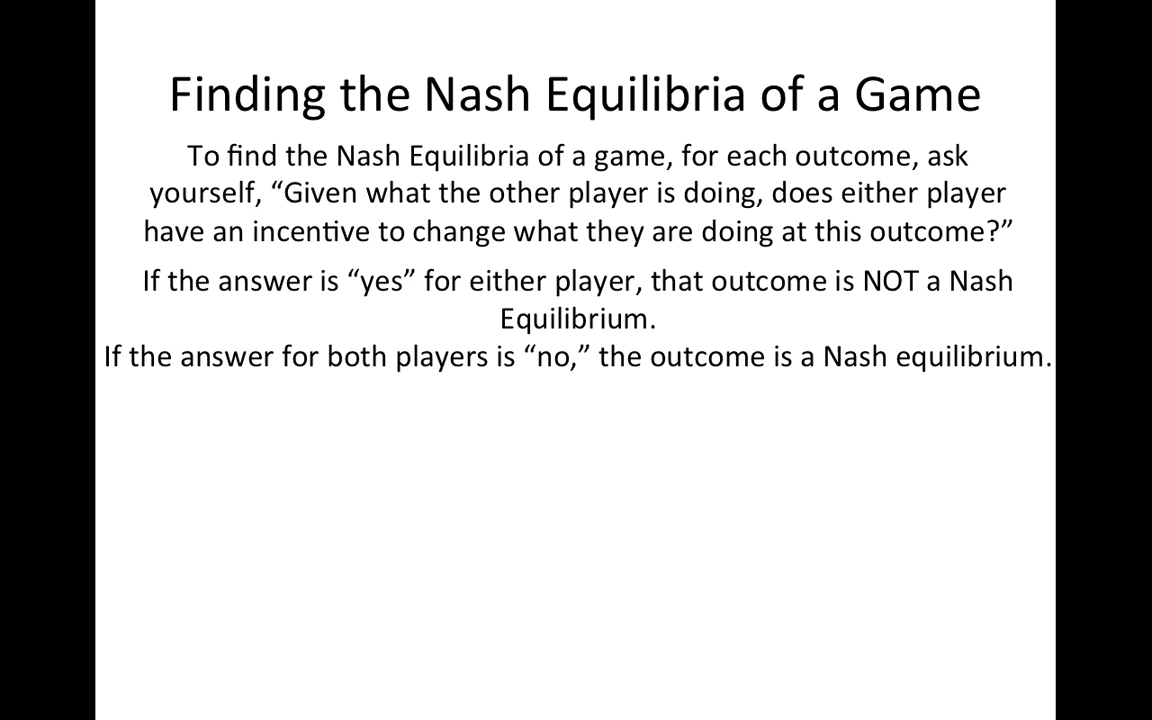 Finding the Nash Equilibria of a Game
To find the Nash Equilibria of a game, for each outcome, ask
yourself, “Given what the other player is doing, does either player
have an incentive to change what they are doing at this outcome?”
If the answer is “yes” for either player, that outcome is NOT a Nash
Equilibrium.
If the answer for both players is “no,” the outcome is a Nash equilibrium.